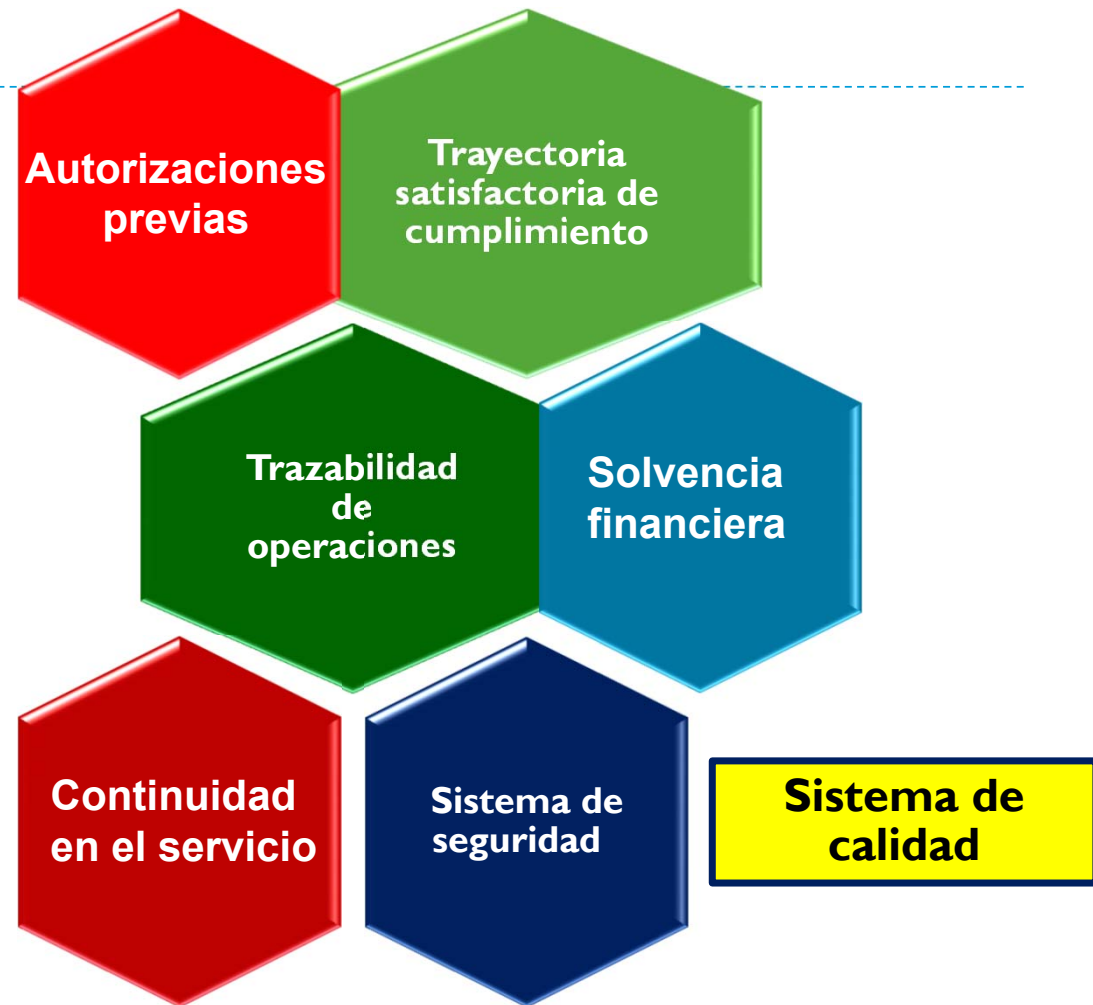 Autorizaciones
previas
Trayectoria
satisfactoria de
cumplimiento
Trazabilidad
de
operaciones
Solvencia
financiera
Continuidad
en el servicio
Sistema de
seguridad
Sistema de
calidad